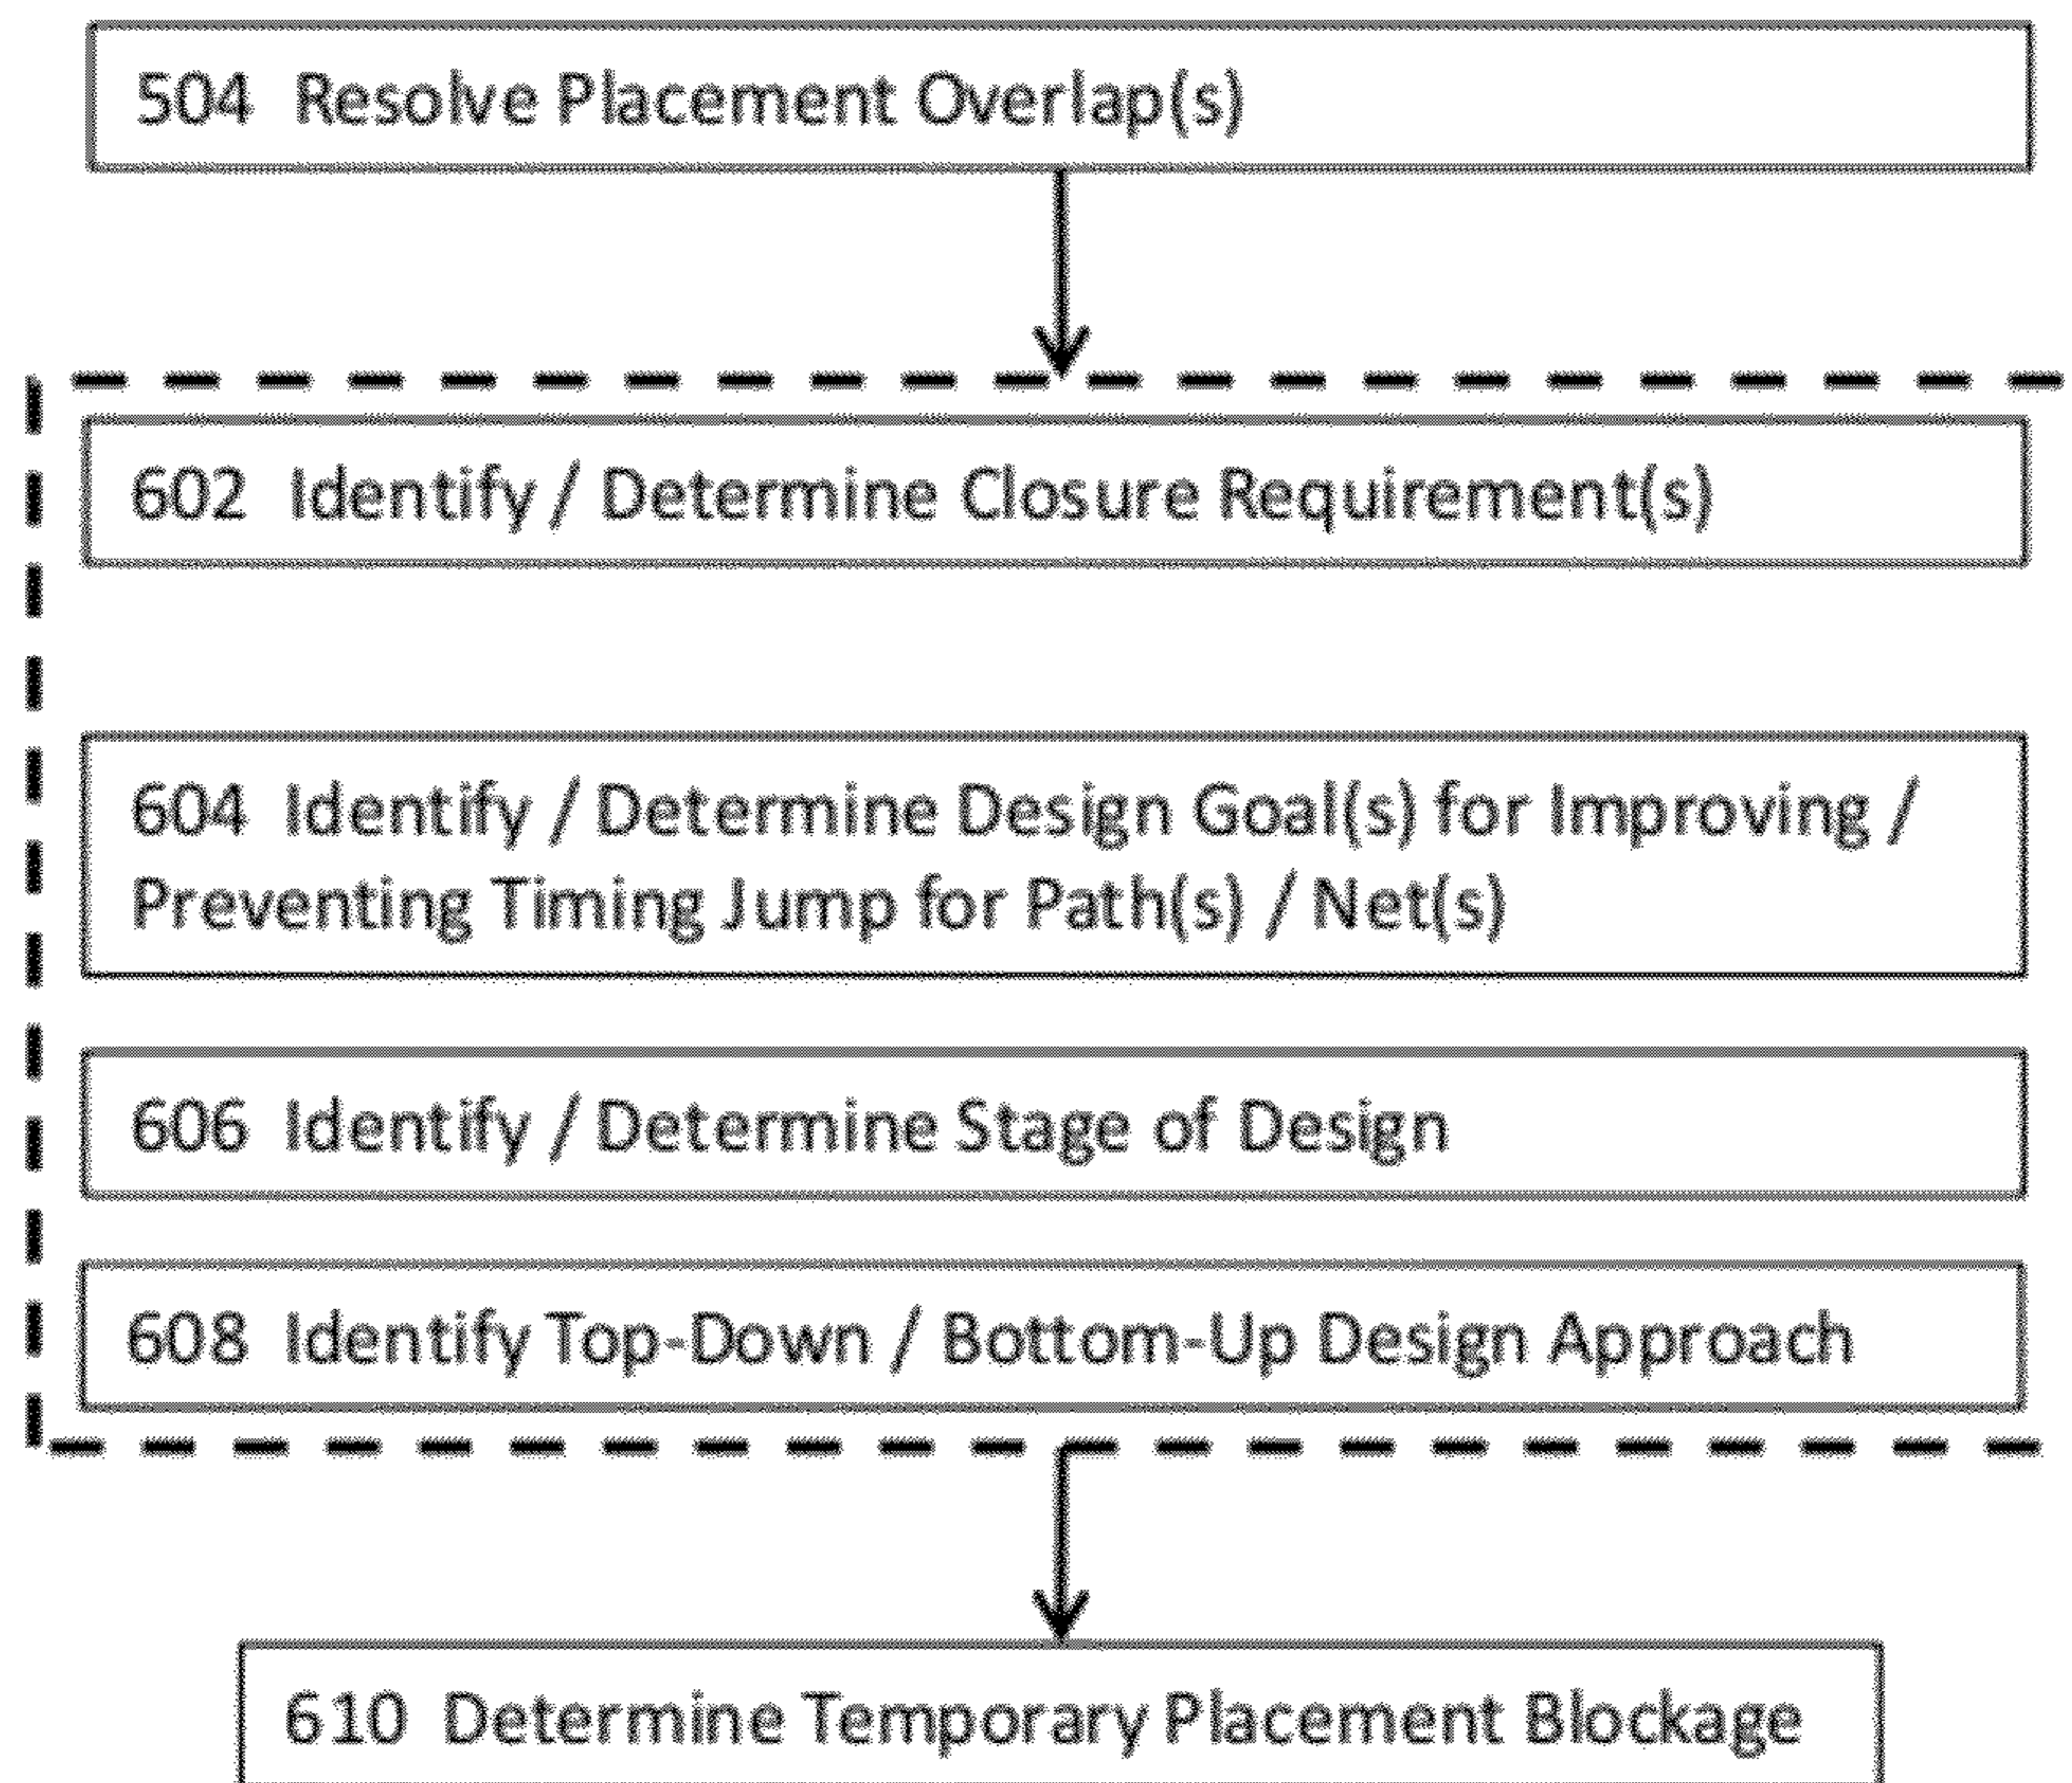 504 Resolve Placement Overlap(s)
602 Identify / Determine Closure Requirement(s)
604 Identify / Determine Design Goal(s) for Improving /
Preventing Timing Jump for Path(s) / Net(s)
606 Identify / Determine Stage of Design
608 Identify Top-Down / Bottom-Up Design Approach
610 Determine Temporary Placement Blockage